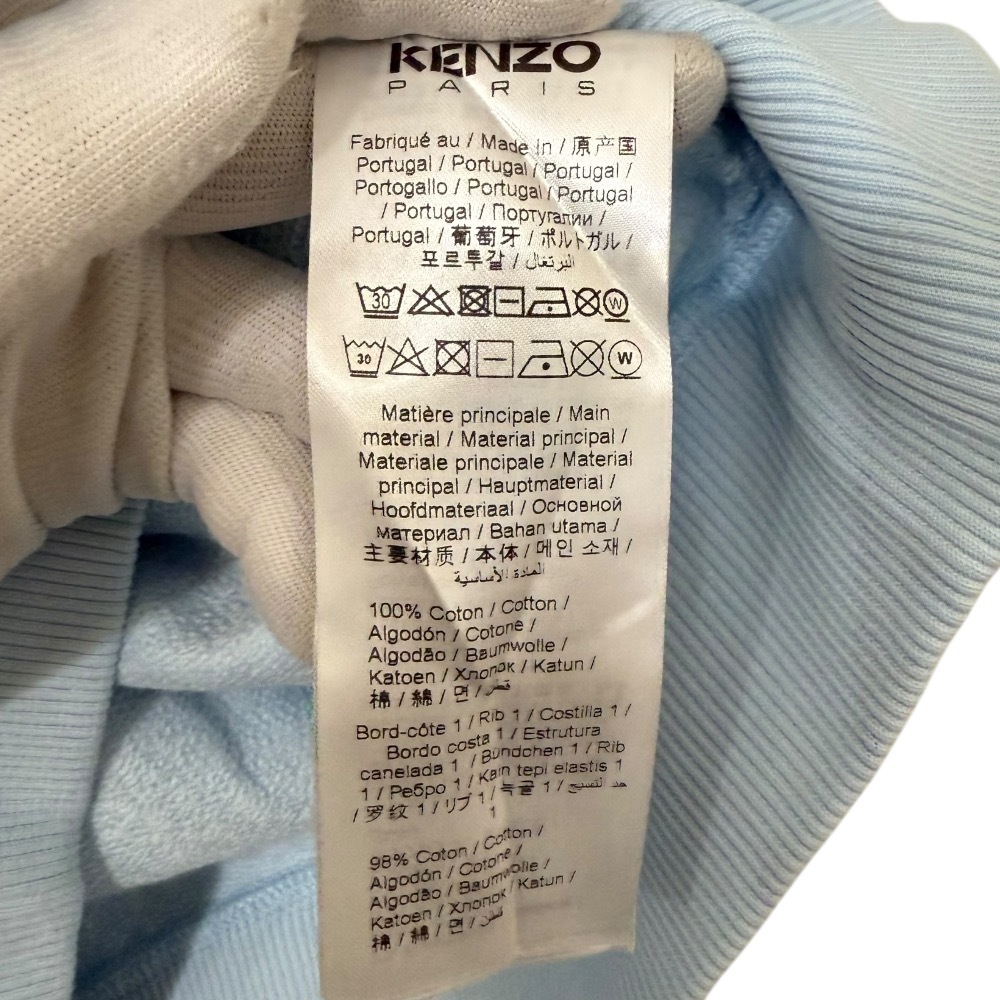 KENZO
PARIS
Fabriqué au / Made in / 原产国
Portugal / Portugal / Portugal /
Portogallo / Portugal / Portugal
/ Portugal / Португалии /
Portugal / 葡萄牙 / ポルトガル /
포르투갈 / البرتغال
30 W
30 W
Matière principale / Main
material / Material principal /
Materiale principale / Material
principal / Hauptmaterial /
Hoofdmateriaal / Основной
материал / Bahan utama /
主要材质 / 本体 / 메인 소재 /
المادة الأساسية
100% Coton / Cotton /
Algodón / Cotone /
Algodão / Baumwolle /
Katoen / Хлопок / Katun /
棉 / 綿 / 면 / قطن
Bord-côte 1 / Rib 1 / Costilla 1 /
Bordo costa 1 / Estrutura
canelada 1 / Bündchen 1 / Rib
1 / Ребро 1 / Kain tepi elastis 1
/ 罗纹 1 / リブ 1 / 늑골 1 /
1
98% Coton / Cotton /
Algodón / Cotone /
Algodão / Baumwolle /
Katoen / Хлопок / Katun /
棉 / 綿 / 면 / قطن